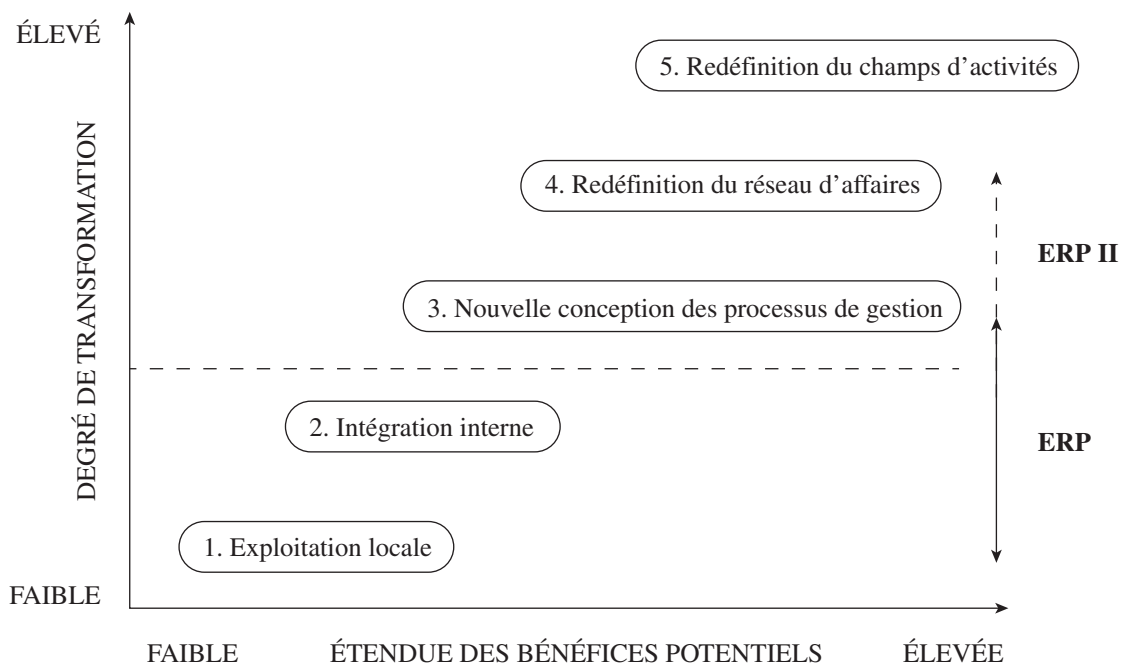 ÉLEVÉ
5. Redéfinition du champs d’activités
DEGRÉ DE TRANSFORMATION
4. Redéfinition du réseau d’affaires
ERP II
3. Nouvelle conception des processus de gestion
2. Intégration interne
ERP
1. Exploitation locale
FAIBLE
FAIBLE ÉTENDUE DES BÉNÉFICES POTENTIELS ÉLEVÉE